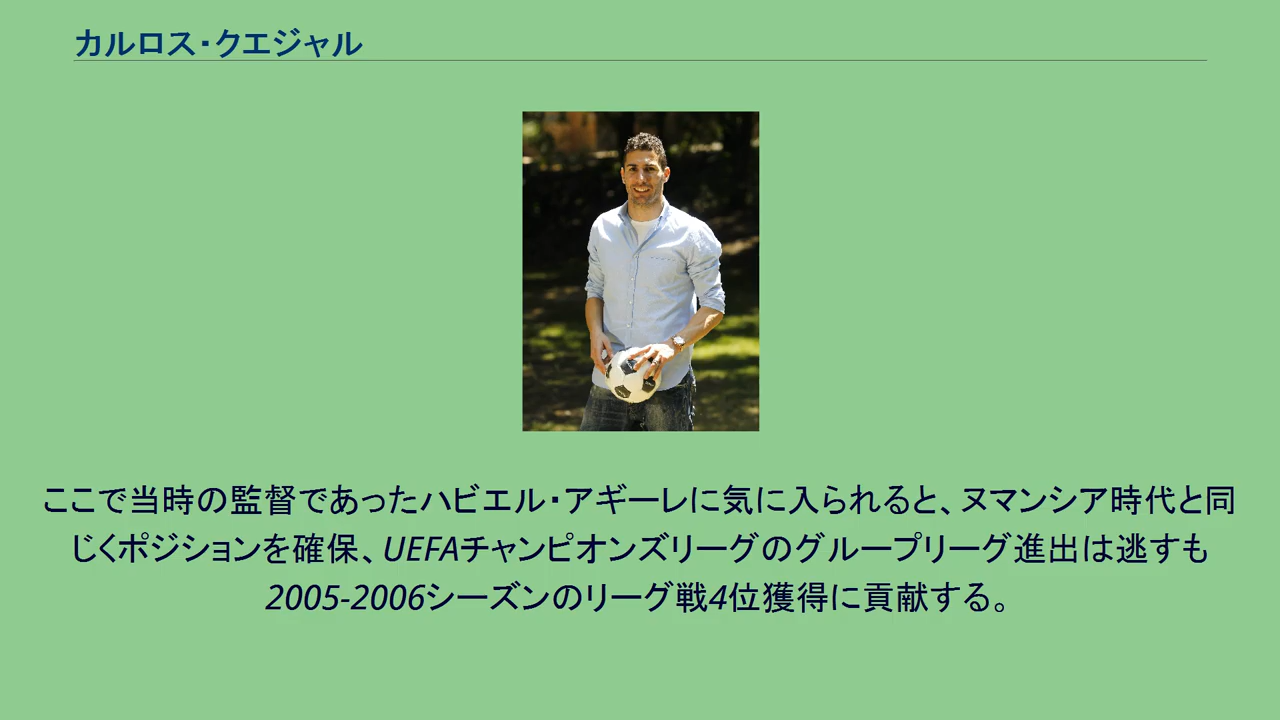 カルロス・クエジャル
ここで当時の監督であったハビエル・アギーレに気に入られると、ヌマンシア時代と同
じくポジションを確保、UEFAチャンピオンズリーグのグループリーグ進出は逃すも
2005-2006シーズンのリーグ戦4位獲得に貢献する。